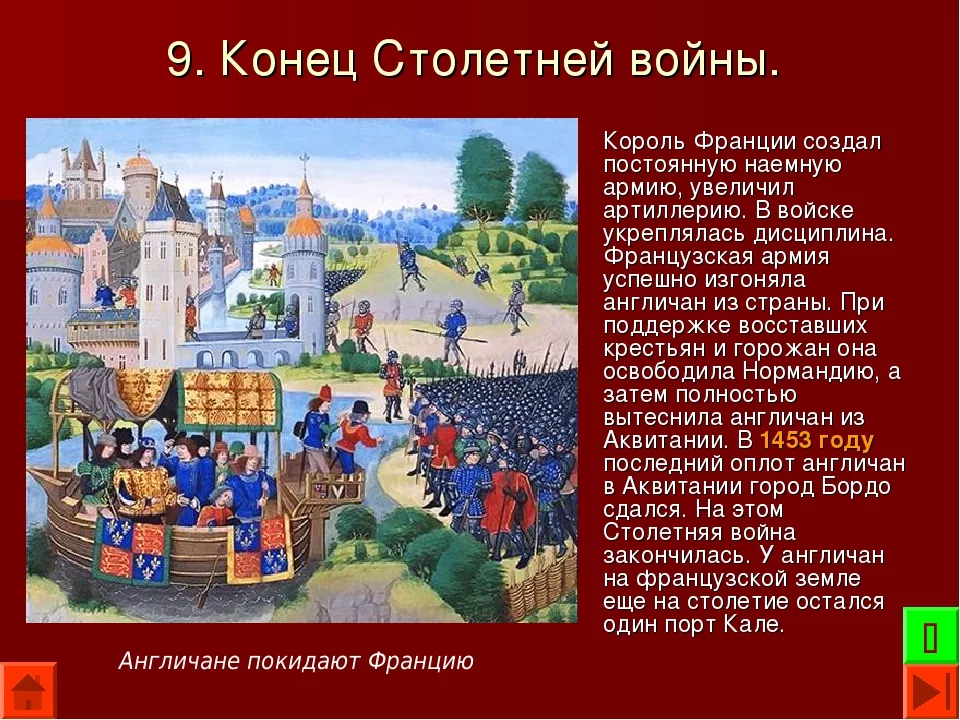 9. Конец Столетней войны.
Король Франции создал
постоянную наемную
армию, увеличил
артиллерию. В войске
укреплялась дисциплина.
Французская армия
успешно изгоняла
англичан из страны. При
поддержке восставших
крестьян и горожан она
освободила Нормандию, а
затем полностью
вытеснила англичан из
Аквитании. В 1453 году
последний оплот англичан
в Аквитании город Бордо
сдался. На этом
Столетняя война
закончилась. У англичан
на французской земле
еще на столетие остался
один порт Кале.
Англичане покидают Францию